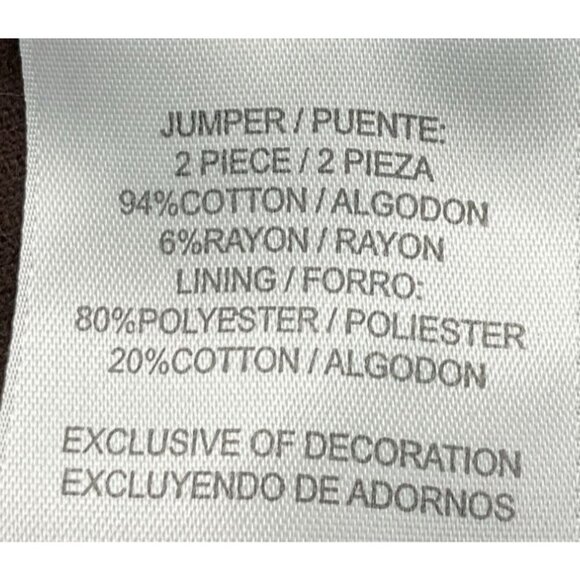 JUMPER / PUENTE:
2 PIECE / 2 PIEZA
94%COTTON / ALGODON
6%RAYON / RAYON
LINING / FORRO:
80%POLYESTER / POLIESTER
20%COTTON / ALGODON
EXCLUSIVE OF DECORATION
EXCLUYENDO DE ADORNOS